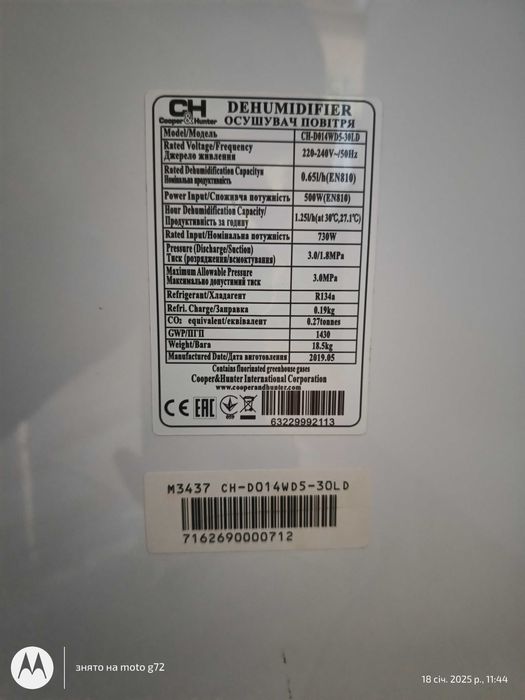 CH
Cooper&Hunter
DEHUMIDIFIER
ОСУШУВАЧ ПОВІТРЯ
Model/Модель CH-D014WD5-30LD
Rated Voltage/Frequency
Джерело живлення 220-240V~/50Hz
Rated Dehumidification Capacityи
Номінальна продуктивність 0.65l/h(EN810)
Power Input/Споживча потужність 500W(EN810)
Hour Dehumidification Capacity/
Продуктивність за годину 1.25l/h(at 30℃,27.1℃)
Rated Input/Номінальна потужність 730W
Pressure (Discharge/Suction)
Тиск (розрядження/всмоктування) 3.0/1.8MPa
Maximum Allowable Pressure
Максимально допустимий тиск 3.0MPa
Refrigerant/Хладагент R134a
Refri. Charge/Заправка 0.19kg
CO₂ equivalent/еквівалент 0.27tonnes
GWP/ПГП 1430
Weight/Вага 18.5kg
Manufactured Date/Дата виготовлення 2019.05
Contains fluorinated greenhouse gases
Cooper&Hunter International Corporation
www.cooperandhunter.com
CE EAC
63229992113
M3437 CH-D014WD5-30LD
7162690000712
знято на moto g72
18 січ. 2025 р., 11:44